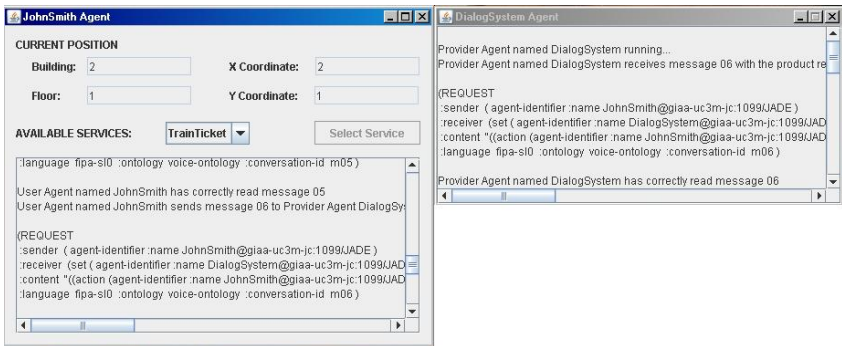 JohnSmith Agent
CURRENT POSITION
Building: 2 X Coordinate: 2
Floor: 1 Y Coordinate: 1
AVAILABLE SERVICES: TrainTicket Select Service
:language fipa-sl0 :ontology voice-ontology :conversation-id m05 )
User Agent named JohnSmith has correctly read message 05
User Agent named JohnSmith sends message 06 to Provider Agent DialogSy
(REQUEST
:sender ( agent-identifier :name JohnSmith@giaa-uc3m-jc:1099/JADE )
:receiver (set ( agent-identifier :name DialogSystem@giaa-uc3m-jc:1099/JAD
:content "((action (agent-identifier :name JohnSmith@giaa-uc3m-jc:1099/JAD
:language fipa-sl0 :ontology voice-ontology :conversation-id m06 )
DialogSystem Agent
Provider Agent named DialogSystem running...
Provider Agent named DialogSystem receives message 06 with the product re
(REQUEST
:sender ( agent-identifier :name JohnSmith@giaa-uc3m-jc:1099/JADE )
:receiver (set ( agent-identifier :name DialogSystem@giaa-uc3m-jc:1099/JAD
:content "((action (agent-identifier :name JohnSmith@giaa-uc3m-jc:1099/JAD
:language fipa-sl0 :ontology voice-ontology :conversation-id m06 )
Provider Agent named DialogSystem has correctly read message 06